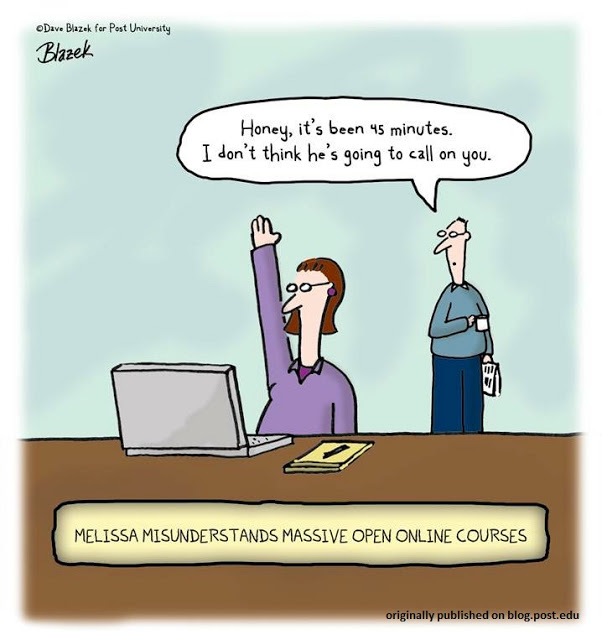 ©Dave Blazek for Post University
Blazek
Honey, it's been 45 minutes.
I don't think he's going to call on you.
MELISSA MISUNDERSTANDS MASSIVE OPEN ONLINE COURSES
originally published on blog.post.edu